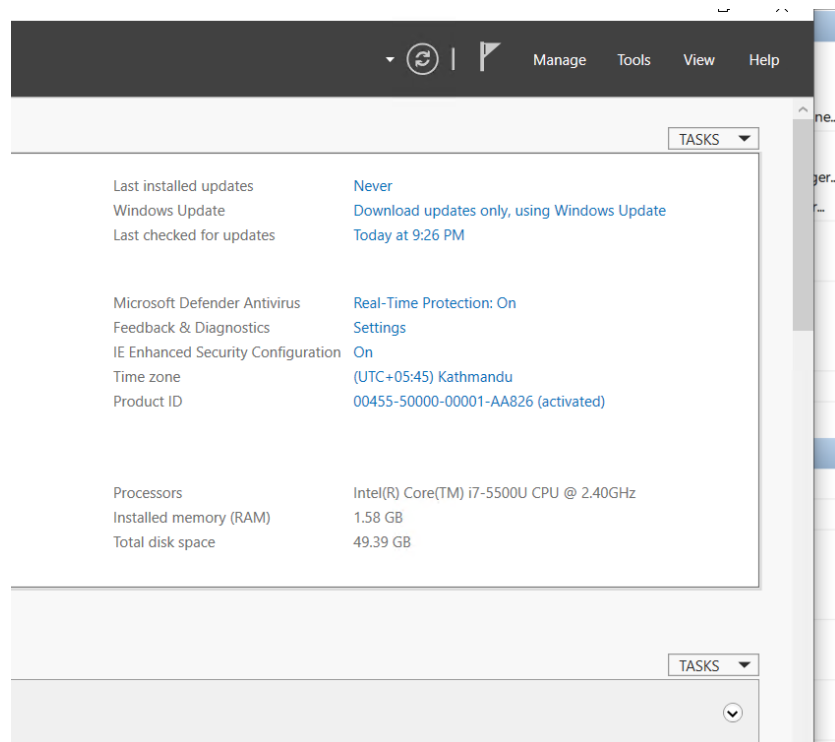 Manage Tools View Help
ne..
TASKS
ger..
r...
Last installed updates Never
Windows Update Download updates only, using Windows Update
Last checked for updates Today at 9:26 PM
Microsoft Defender Antivirus Real-Time Protection: On
Feedback & Diagnostics Settings
IE Enhanced Security Configuration On
Time zone (UTC+05:45) Kathmandu
Product ID 00455-50000-00001-AA826 (activated)
Processors Intel(R) Core(TM) i7-5500U CPU @ 2.40GHz
Installed memory (RAM) 1.58 GB
Total disk space 49.39 GB
TASKS